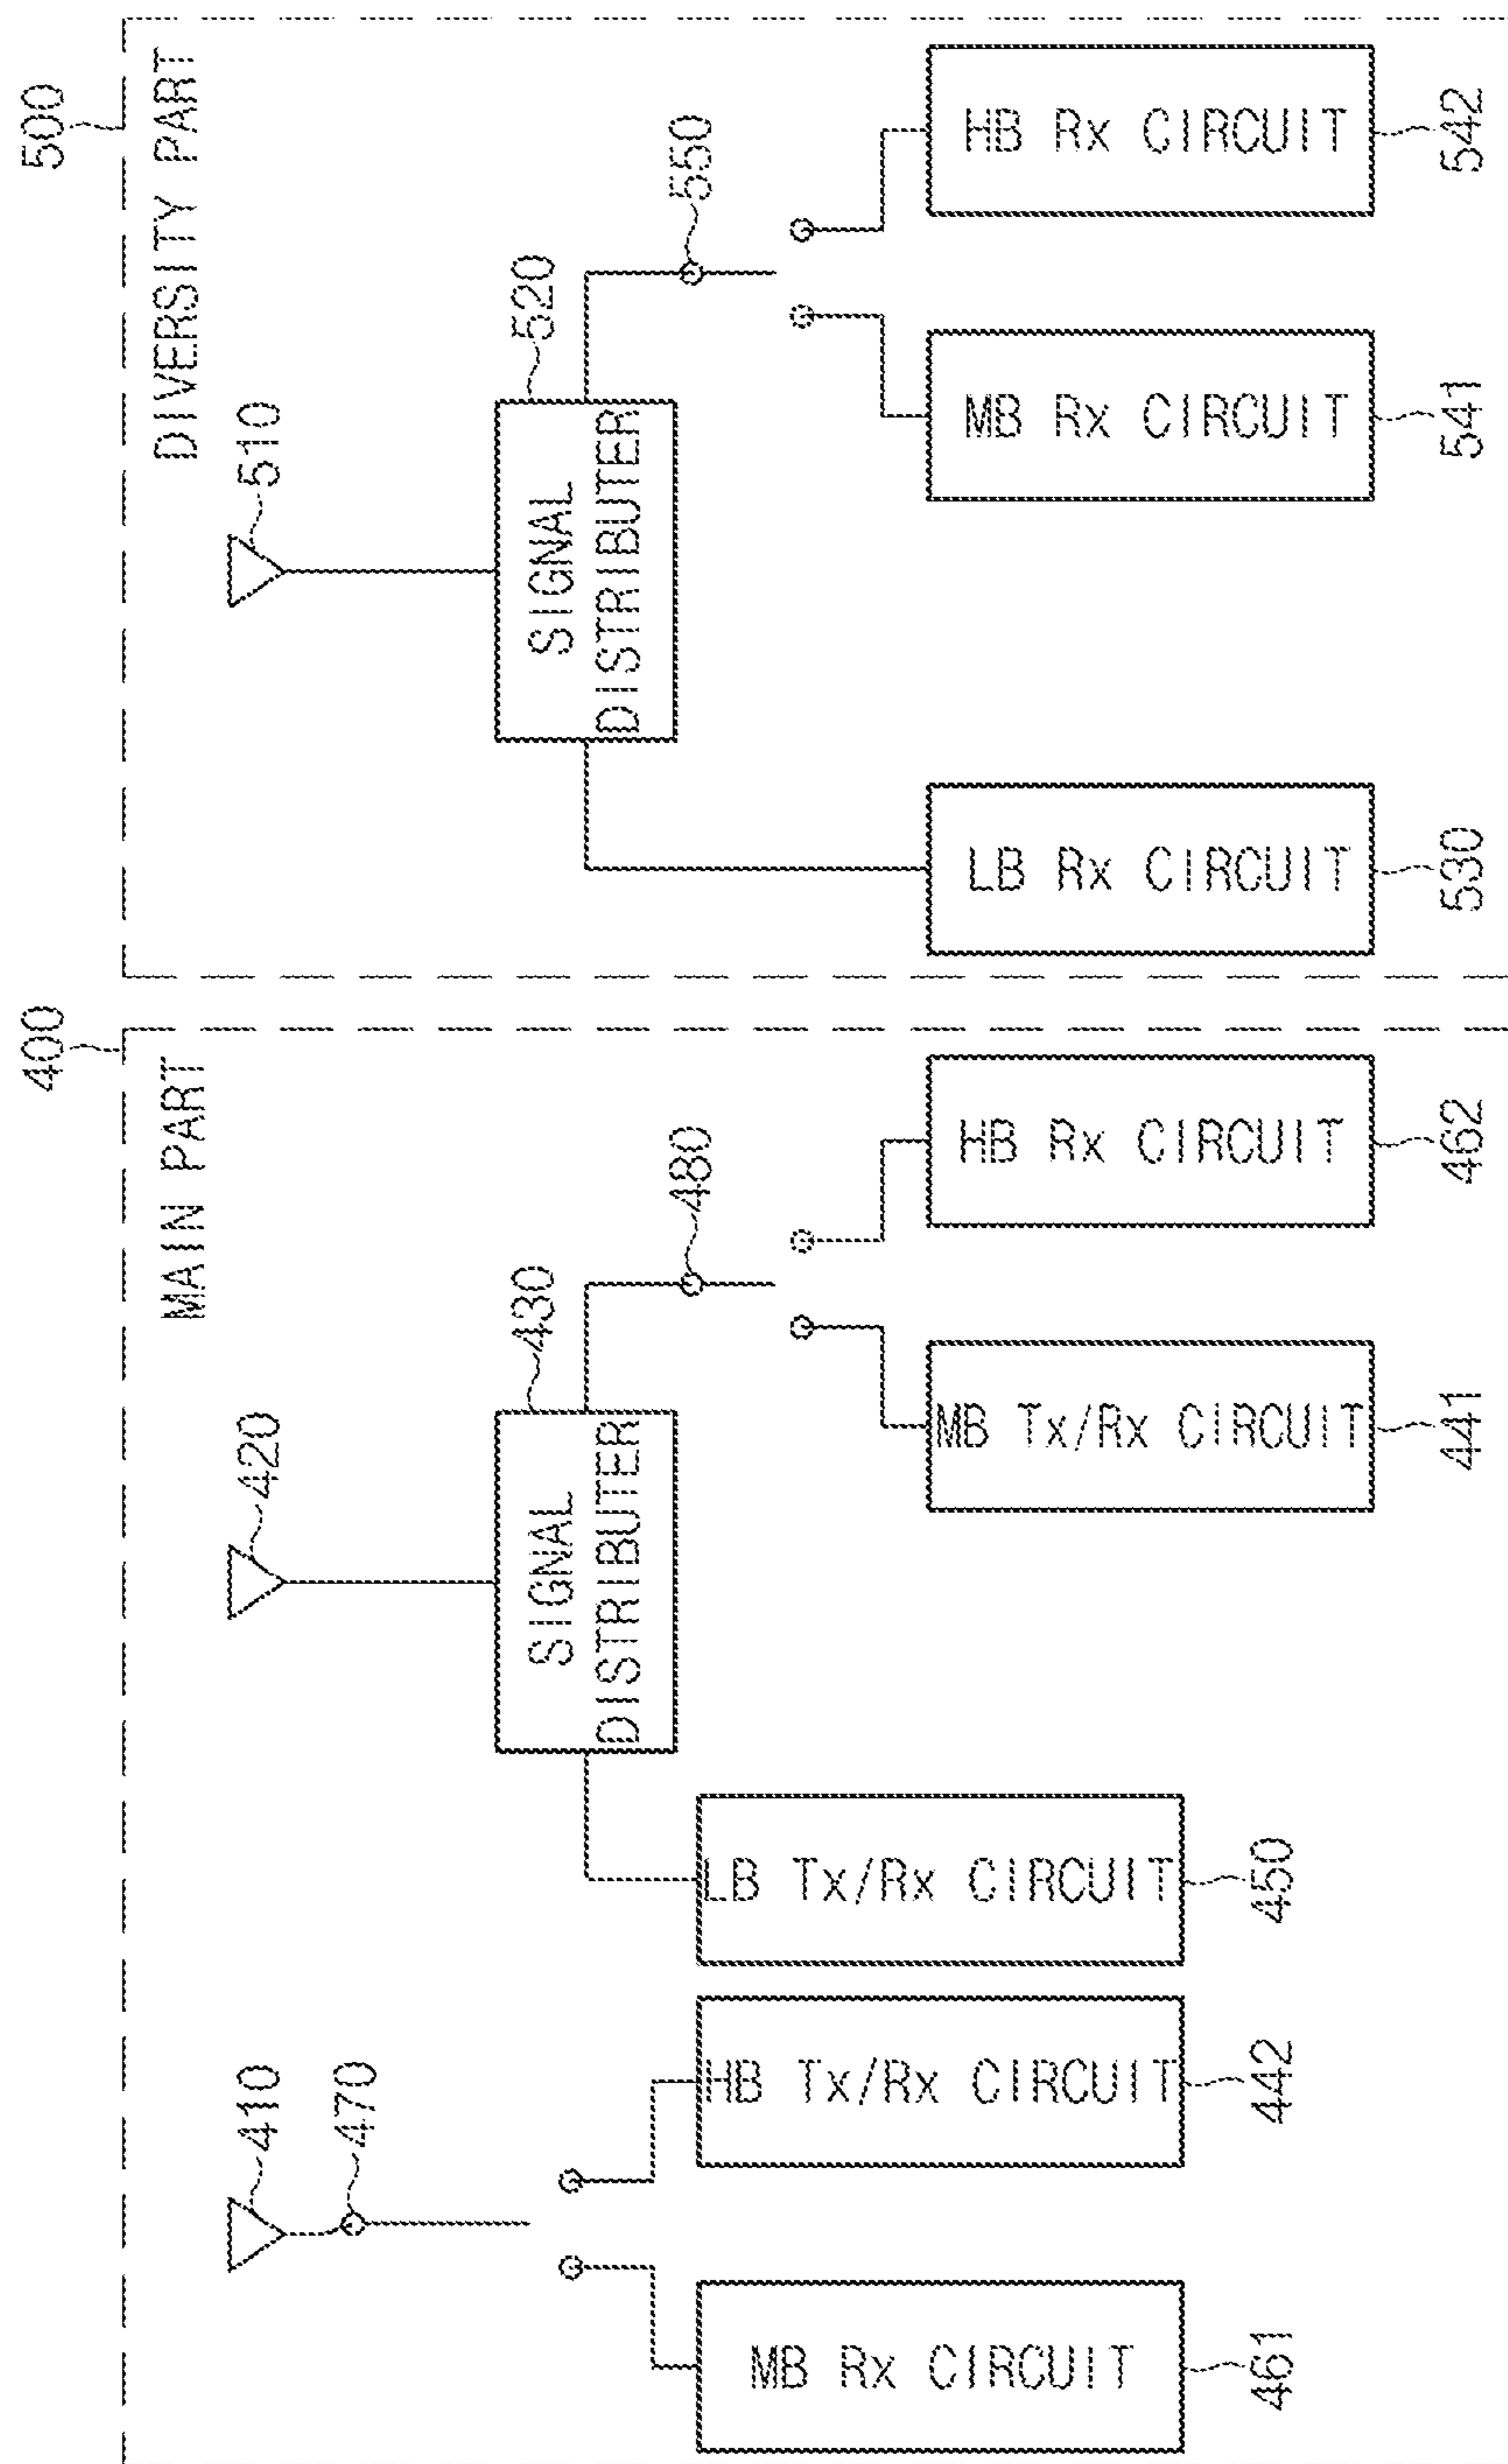 400
MAIN PART
410
470
420
430
SIGNAL
DISTRIBUTER
480
MB Rx CIRCUIT
461
HB Tx/Rx CIRCUIT
442
LB Tx/Rx CIRCUIT
450
MB Tx/Rx CIRCUIT
441
HB Rx CIRCUIT
462
500
DIVERSITY PART
510
520
SIGNAL
DISTRIBUTER
550
LB Rx CIRCUIT
530
MB Rx CIRCUIT
541
HB Rx CIRCUIT
542